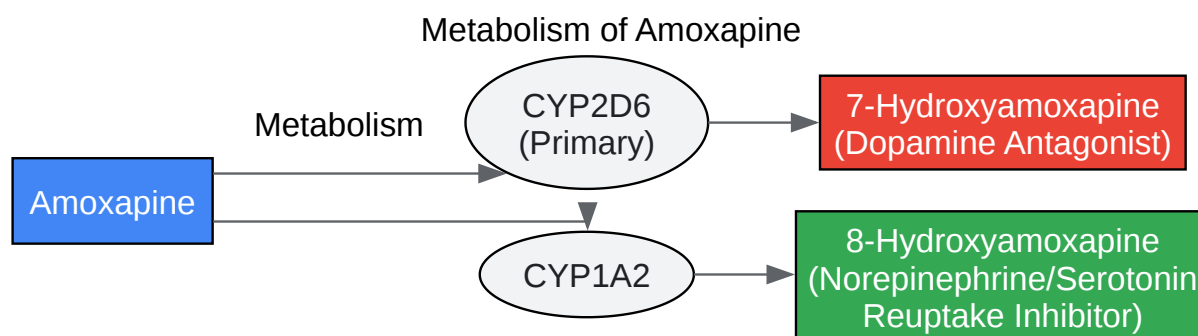 Metabolism of Amoxapine
Metabolism
Amoxapine
CYP2D6
(Primary)
7-Hydroxyamoxapine
(Dopamine Antagonist)
CYP1A2
8-Hydroxyamoxapine
(Norepinephrine/Serotonin
Reuptake Inhibitor)